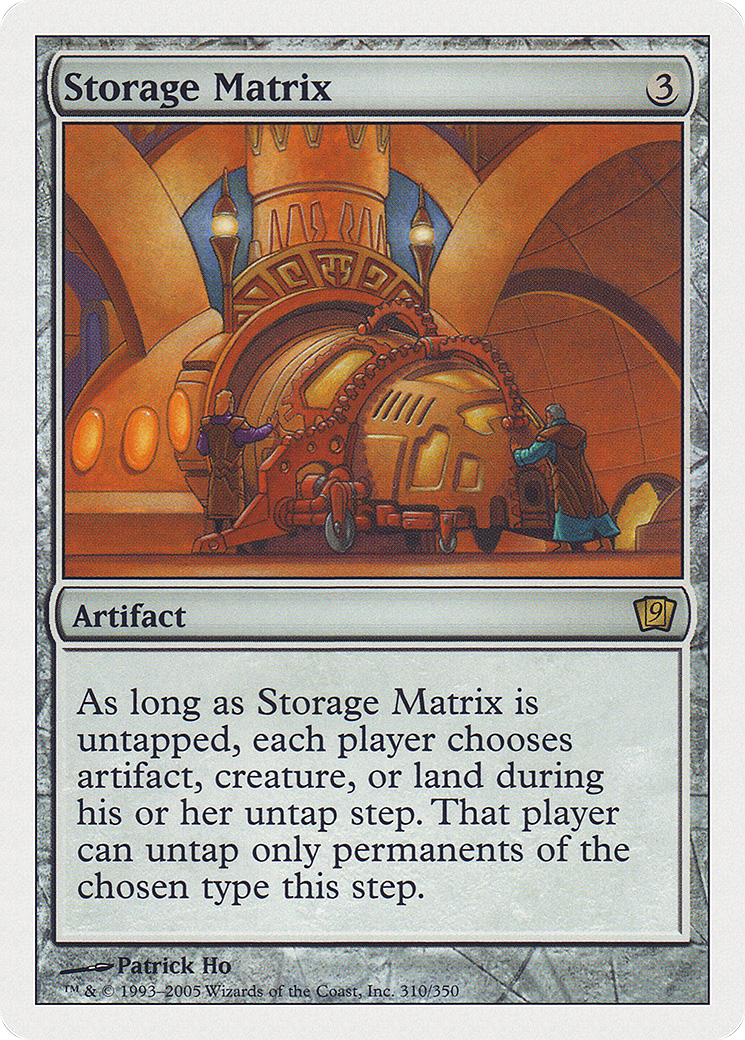 Storage Matrix
3
Artifact
9
As long as Storage Matrix is
untapped, each player chooses
artifact, creature, or land during
his or her untap step. That player
can untap only permanents of the
chosen type this step.
Patrick Ho
™ & © 1993–2005 Wizards of the Coast, Inc. 310/350